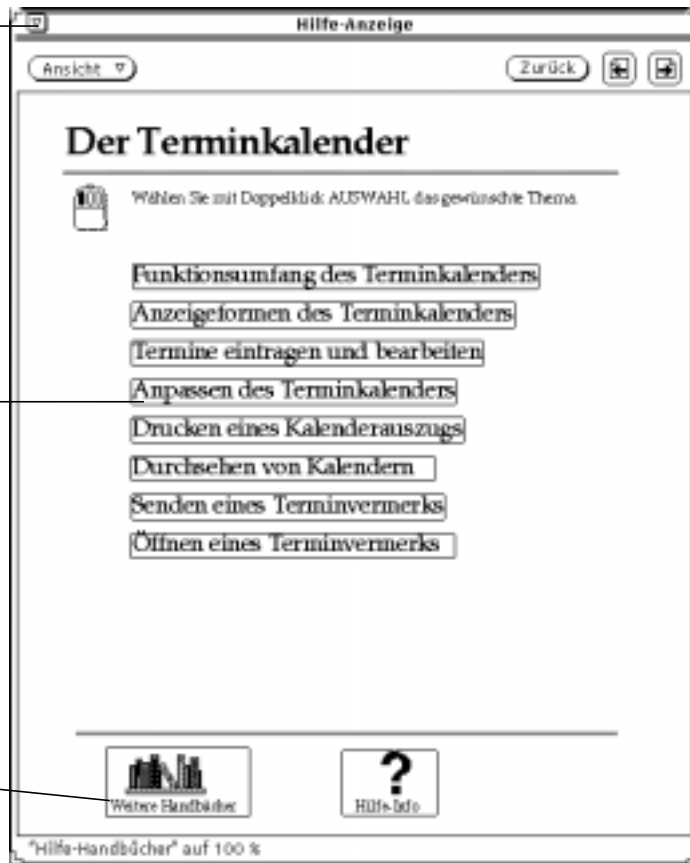 Hilfe-Anzeige
Ansicht
Zurück
Der Terminkalender
Wählen Sie mit Doppelklick AUSWAHL das gewünschte Thema.
Funktionsumfang des Terminkalenders
Anzeigeformen des Terminkalenders
Termine eintragen und bearbeiten
Anpassen des Terminkalenders
Drucken eines Kalenderauszugs
Durchsehen von Kalendern
Senden eines Terminvermerks
Öffnen eines Terminvermerks
Weitere Handbücher
Hilfe-Info
"Hilfe-Handbücher" auf 100 %